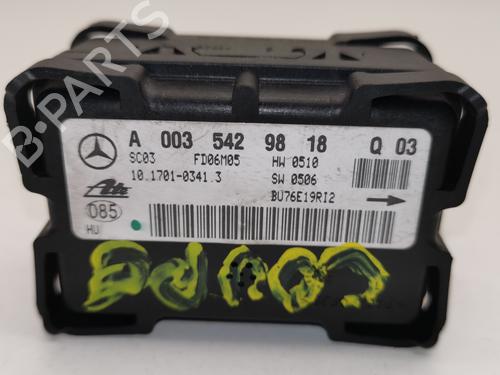 A 003 542 98 18 Q 03
SC03 FD06M05 HW 0510
10.1701-0341.3 SW 0506
Ate BU76E19RI2
085
HU
B-PARTS